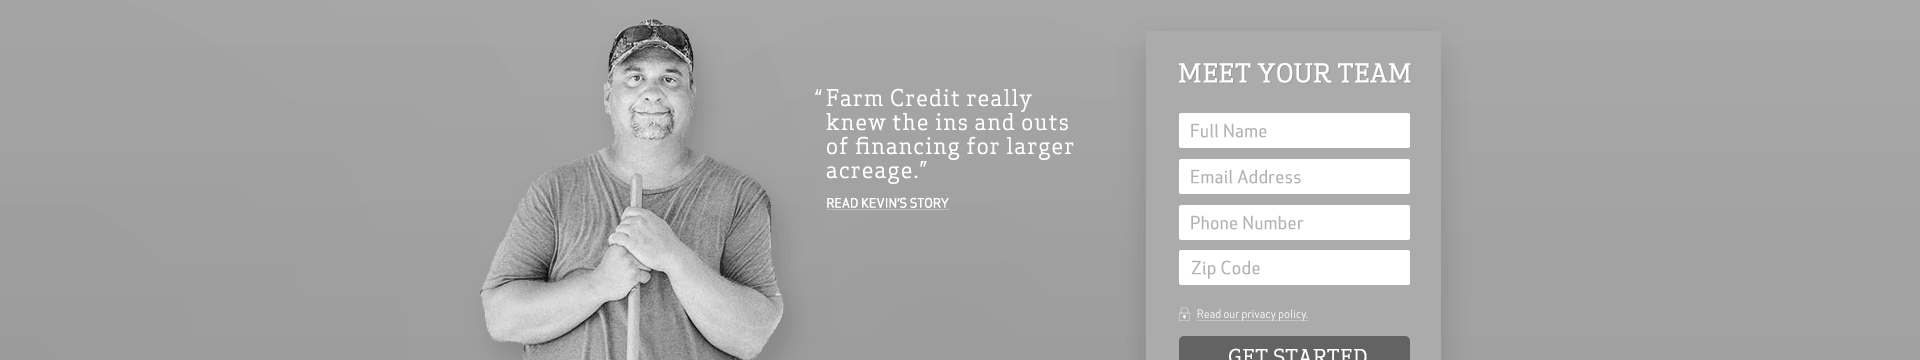 “Farm Credit really
knew the ins and outs
of financing for larger
acreage.”
READ KEVIN'S STORY
MEET YOUR TEAM
Full Name
Email Address
Phone Number
Zip Code
Read our privacy policy.
GET STARTED